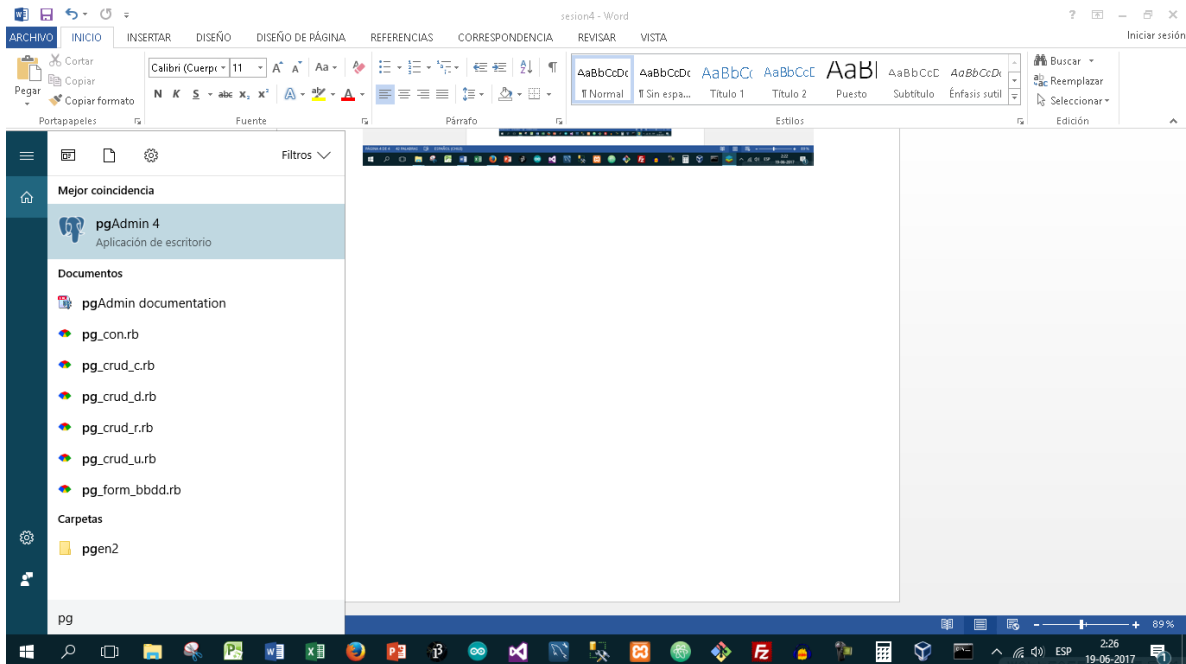 sesion4 - Word
ARCHIVO INICIO INSERTAR DISEÑO DISEÑO DE PÁGINA REFERENCIAS CORRESPONDENCIA REVISAR VISTA Iniciar sesión
Pegar
Cortar
Copiar
Copiar formato
Portapapeles
Calibri (Cuerpo 11
N K S abc x₂ x²
Fuente
Párrafo
AaBbCcDc AaBbCcDc AaBbCc AaBbCcE AaBl AaBbCcE AaBbCcDc
¶ Normal ¶ Sin espa... Título 1 Título 2 Puesto Subtítulo Énfasis sutil
Estilos
Buscar
Reemplazar
Seleccionar
Edición
Filtros
Mejor coincidencia
pgAdmin 4
Aplicación de escritorio
Documentos
pgAdmin documentation
pg_con.rb
pg_crud_c.rb
pg_crud_d.rb
pg_crud_r.rb
pg_crud_u.rb
pg_form_bbdd.rb
Carpetas
pgen2
pg
89%
ESP
2:26
19-06-2017